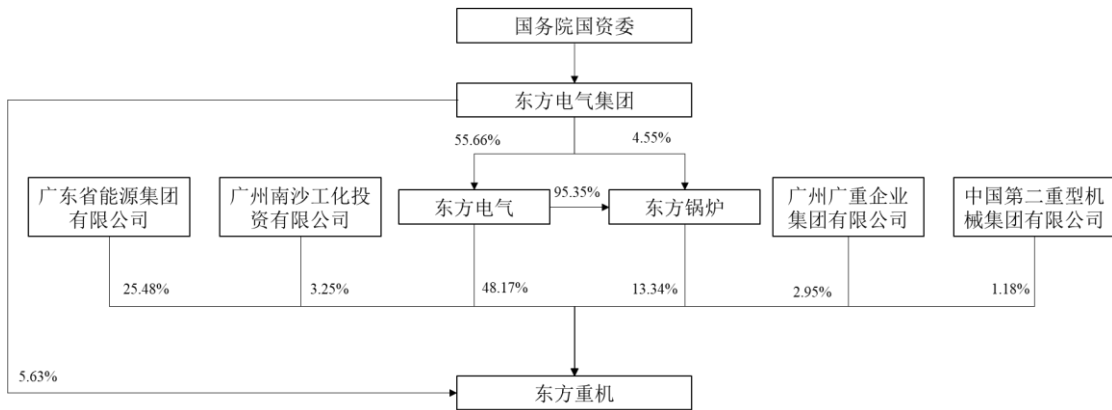 国务院国资委
东方电气集团
55.66%
4.55%
广东省能源集团
有限公司
广州南沙工化投
资有限公司
东方电气
95.35%
东方锅炉
广州广重企业
集团有限公司
中国第二重型机
械集团有限公司
25.48%
3.25%
48.17%
13.34%
2.95%
1.18%
5.63%
东方重机